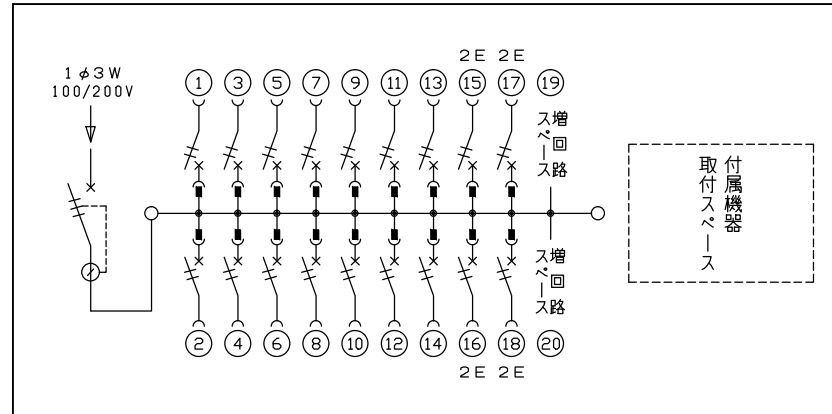 1φ3W
100/200V
2E 2E
① ③ ⑤ ⑦ ⑨ ⑪ ⑬ ⑮ ⑰ ⑲
増回路
スペース
付属機器
取付スペース
増回路
スペース
② ④ ⑥ ⑧ ⑩ ⑫ ⑭ ⑯ ⑱ ⑳
2E 2E